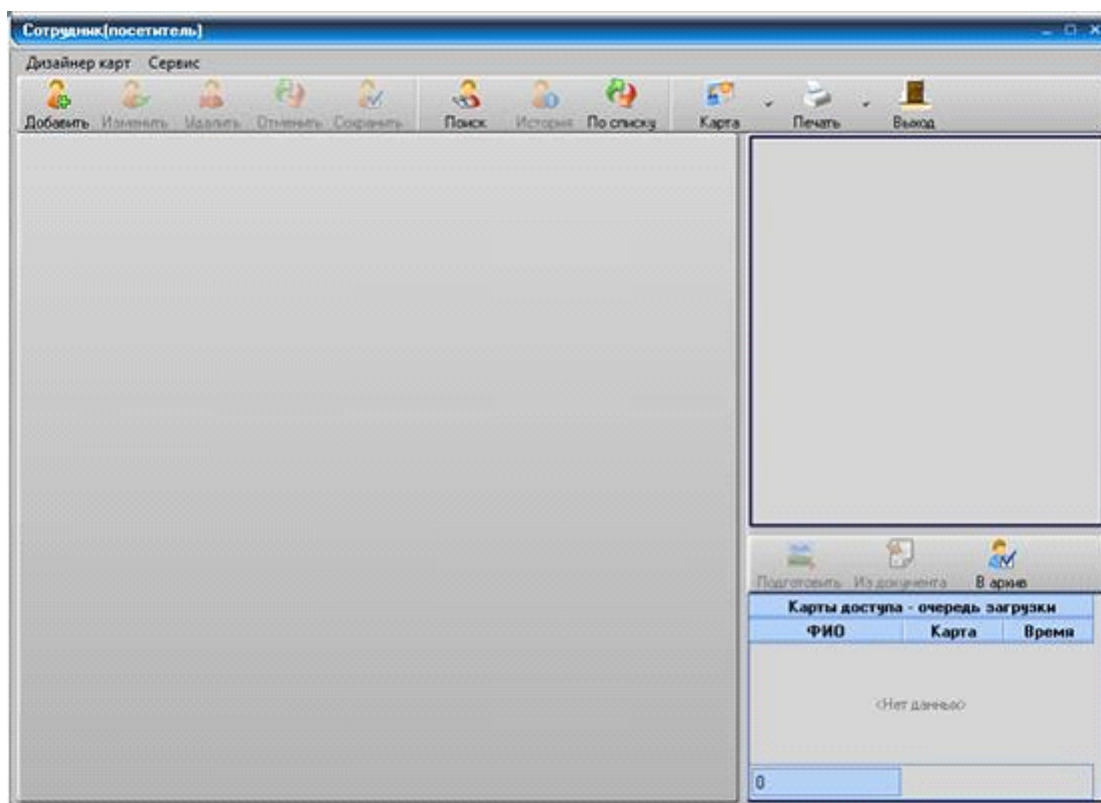 Сотрудник(посетитель)
Дизайнер карт Сервис
Добавить Изменить Удалить Отменить Сохранить Поиск История По списку Карта Печать Выход
Подготовить Из документа В архив
Карты доступа - очередь загрузки
ФИО Карта Время
<Нет данных>
0